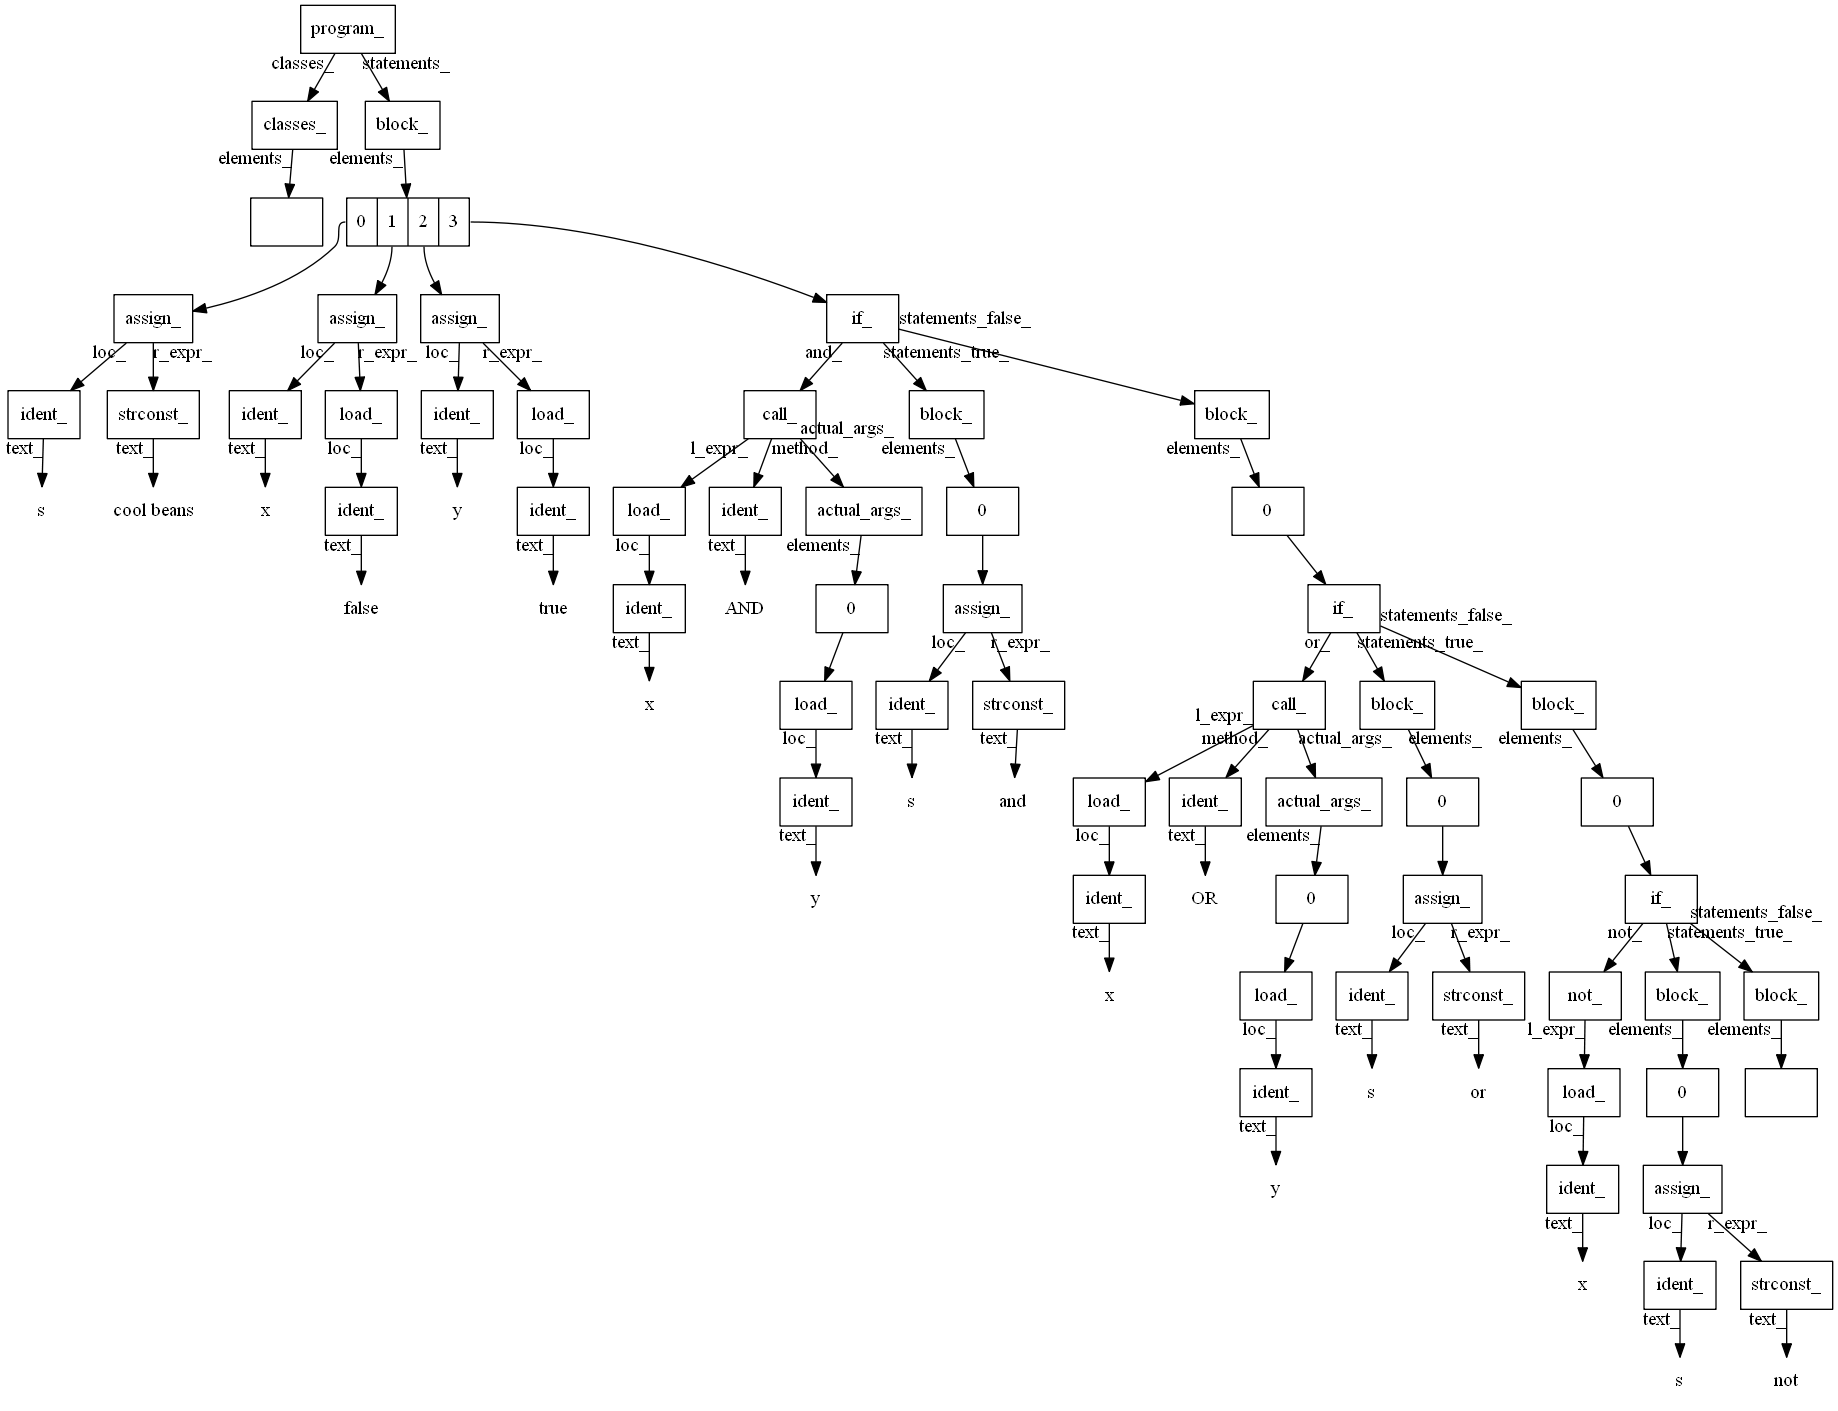 program_
classes_ statements_
classes_ block_
elements_ elements_
0 1 2 3
assign_ assign_ assign_ if_ statements_false_
loc_ r_expr_ loc_ r_expr_ loc_ r_expr_ and_ statements_true_
ident_ strconst_ ident_ load_ ident_ load_ call_ block_ block_
actual_args_
text_ text_ text_ loc_ text_ loc_ l_expr_ method_ elements_ elements_
s cool beans x ident_ y ident_ load_ ident_ actual_args_ 0 0
text_ text_ loc_ text_ elements_
false true ident_ AND 0 assign_ if_ statements_false_
text_ loc_ r_expr_ or_ statements_true_
x load_ ident_ strconst_ call_ block_ block_
l_expr_
loc_ text_ text_ method_ actual_args_ elements_ elements_
ident_ s and load_ ident_ actual_args_ 0 0
text_ loc_ text_ elements_
y ident_ OR 0 assign_ if_
statements_false_
text_ loc_ r_expr_ not_ statements_true_
x load_ ident_ strconst_ not_ block_ block_
loc_ text_ text_ l_expr_ elements_ elements_
ident_ s or load_ 0
text_ loc_
y ident_ assign_
text_ loc_ r_expr_
x ident_ strconst_
text_ text_
s not